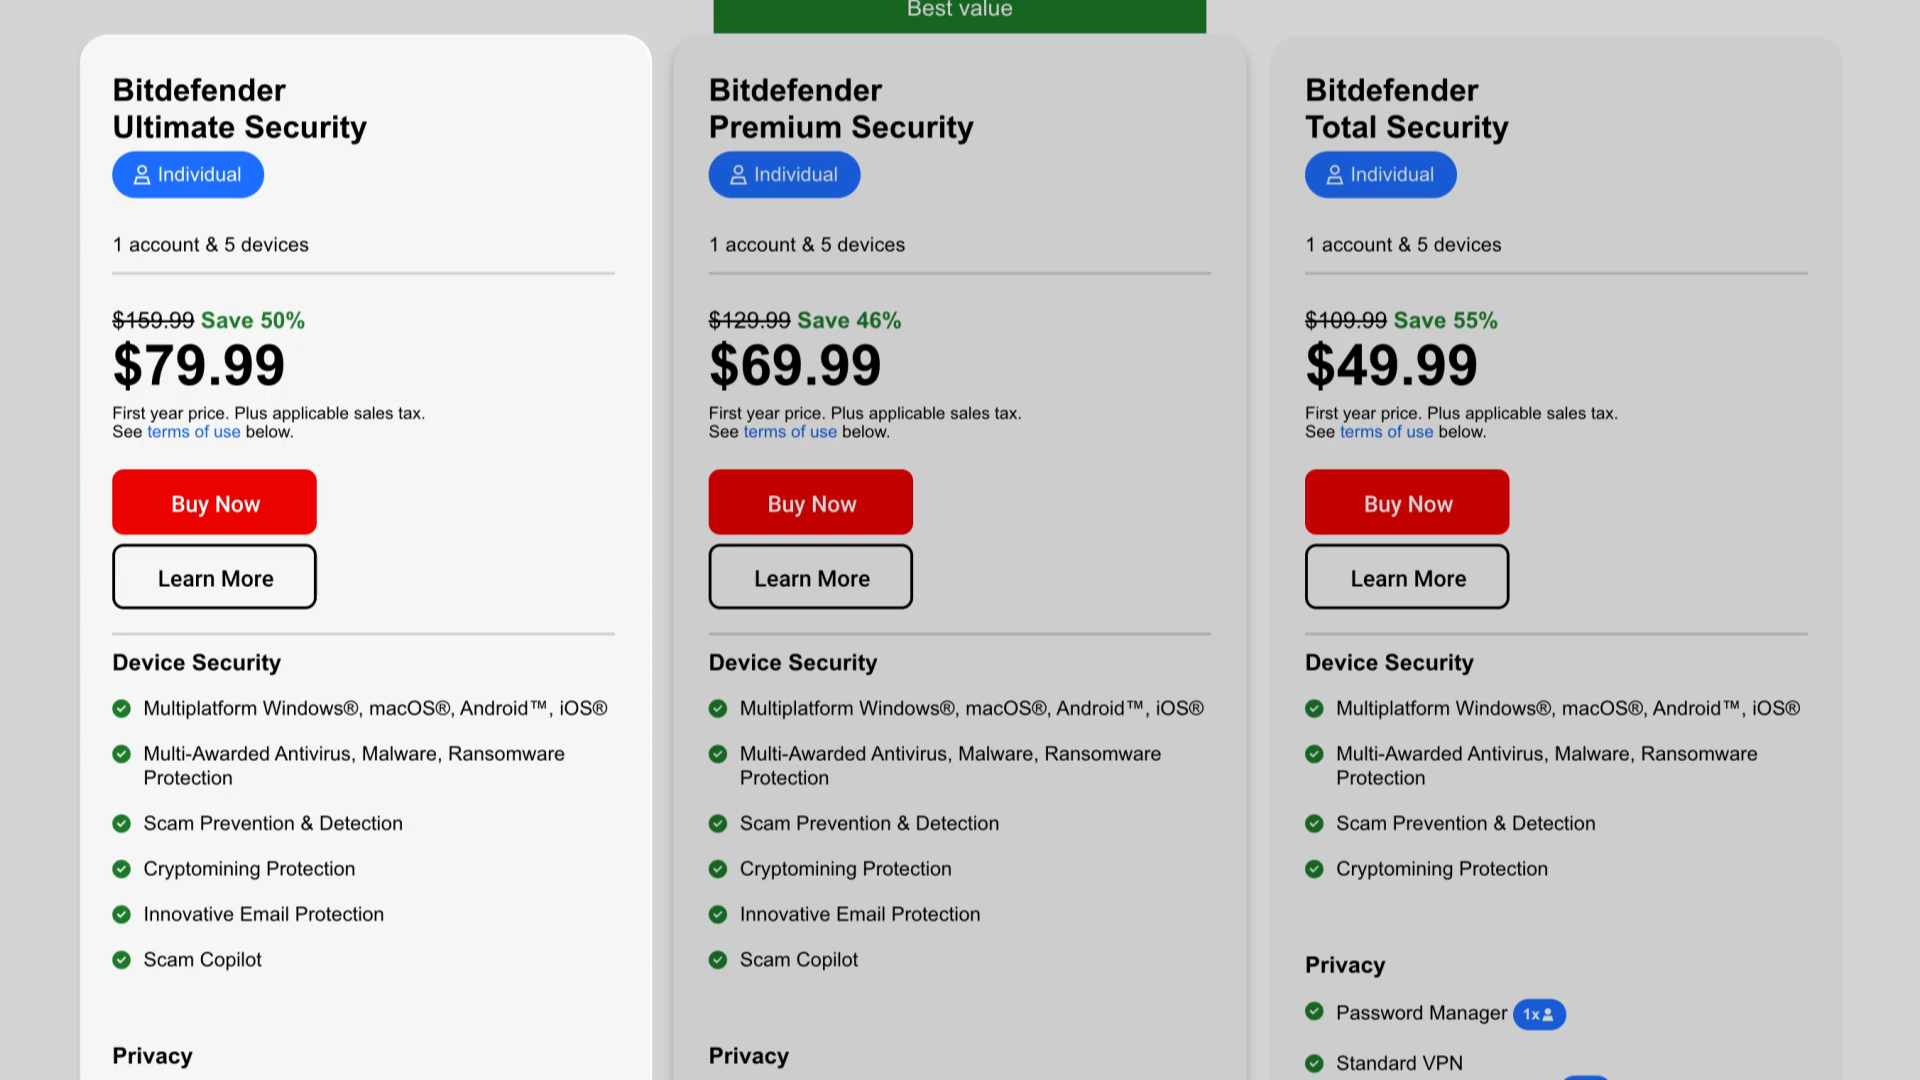 Best value
Bitdefender
Ultimate Security
Individual
1 account & 5 devices
$159.99 Save 50%
$79.99
First year price. Plus applicable sales tax.
See terms of use below.
Buy Now
Learn More
Device Security
Multiplatform Windows®, macOS®, Android™, iOS®
Multi-Awarded Antivirus, Malware, Ransomware
Protection
Scam Prevention & Detection
Cryptomining Protection
Innovative Email Protection
Scam Copilot
Privacy
Bitdefender
Premium Security
Individual
1 account & 5 devices
$129.99 Save 46%
$69.99
First year price. Plus applicable sales tax.
See terms of use below.
Buy Now
Learn More
Device Security
Multiplatform Windows®, macOS®, Android™, iOS®
Multi-Awarded Antivirus, Malware, Ransomware
Protection
Scam Prevention & Detection
Cryptomining Protection
Innovative Email Protection
Scam Copilot
Privacy
Bitdefender
Total Security
Individual
1 account & 5 devices
$109.99 Save 55%
$49.99
First year price. Plus applicable sales tax.
See terms of use below.
Buy Now
Learn More
Device Security
Multiplatform Windows®, macOS®, Android™, iOS®
Multi-Awarded Antivirus, Malware, Ransomware
Protection
Scam Prevention & Detection
Cryptomining Protection
Privacy
Password Manager 1x
Standard VPN